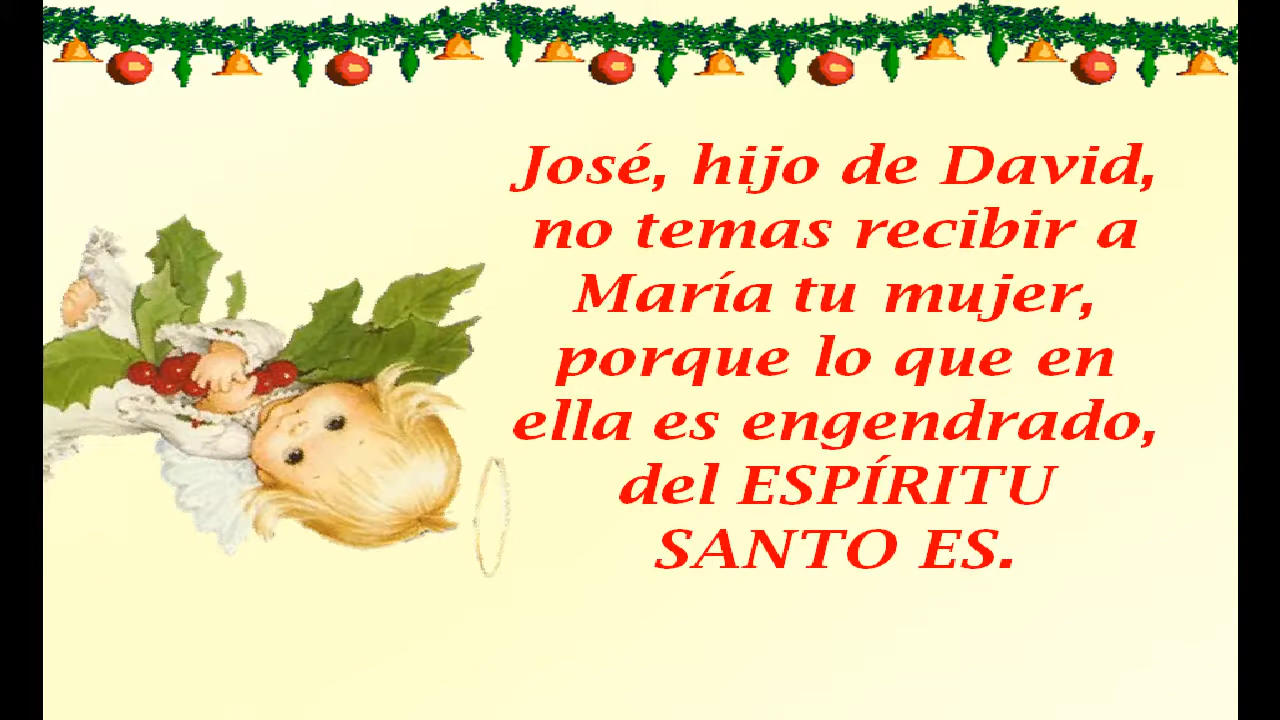 José, hijo de David,
no temas recibir a
María tu mujer,
porque lo que en
ella es engendrado,
del ESPÍRITU
SANTO ES.